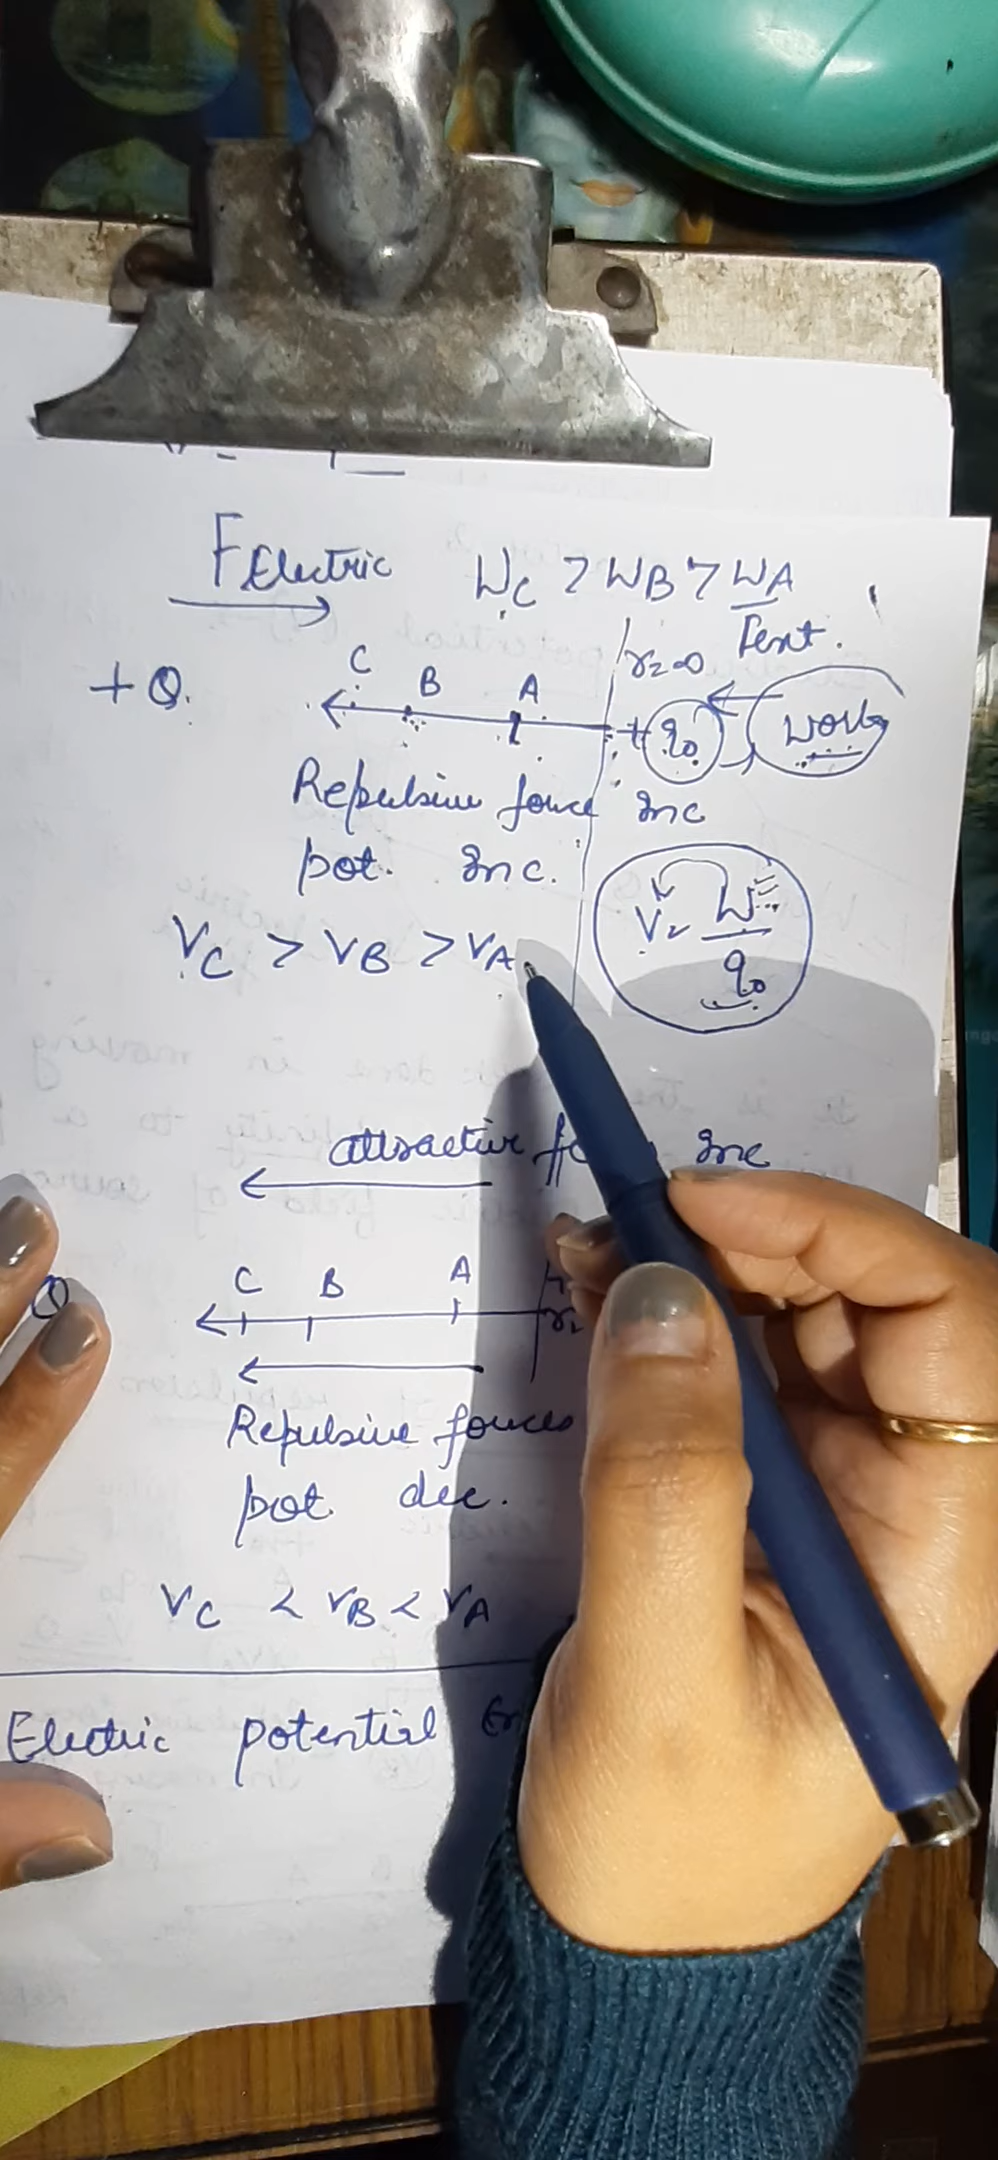 F Electric WC > WB > WA
Fext.
C B A r=∞
+Q. + q0 work
Repulsive force Inc
pot. Inc.
V = W
q0
VC > VB > VA
attractive Inc
C B A
Q
Repulsive forces
pot dec.
VC < VB < VA
Electric potential